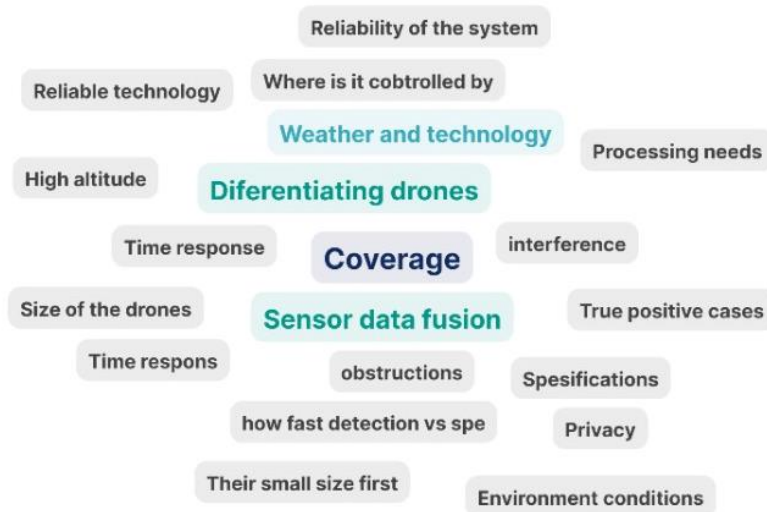 Reliability of the system
Where is it cobtrolled by
Reliable technology
Weather and technology
Processing needs
High altitude
Diferentiating drones
Time response
Coverage
interference
Size of the drones
Sensor data fusion
True positive cases
Time respons
obstructions
Spesifications
how fast detection vs spe
Privacy
Their small size first
Environment conditions